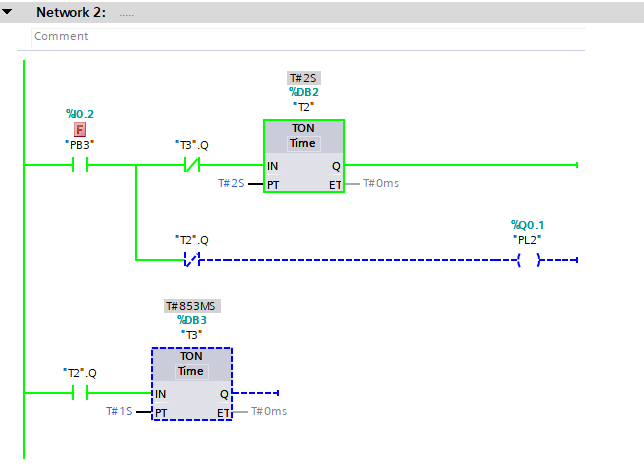 Network 2: .....
Comment
T#2S
%DB2
"T2"
%I0.2
F
"PB3"
"T3".Q
TON
Time
IN Q
T#2S PT ET T#0ms
"T2".Q
%Q0.1
"PL2"
T#853MS
%DB3
"T3"
"T2".Q
TON
Time
IN Q
T#1S PT ET T#0ms